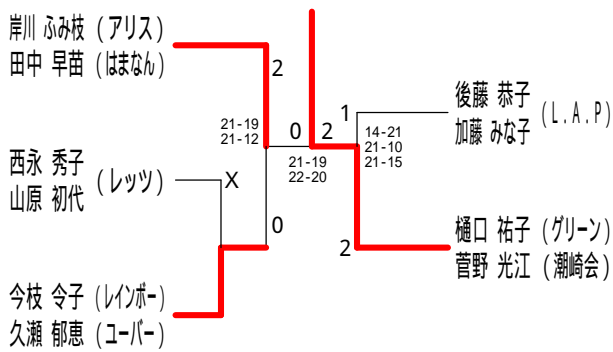 岸川 ふみ枝 (アリス)
田中 早苗 (はまなん)
2
21-19
21-12
0
2
21-19
22-20
1
14-21
21-10
21-15
後藤 恭子
加藤 みな子
(L.A.P)
西永 秀子
山原 初代
(レッツ)
X
0
2
樋口 祐子 (グリーン)
菅野 光江 (潮崎会)
今枝 令子 (レインボー)
久瀬 郁恵 (ユーバー)